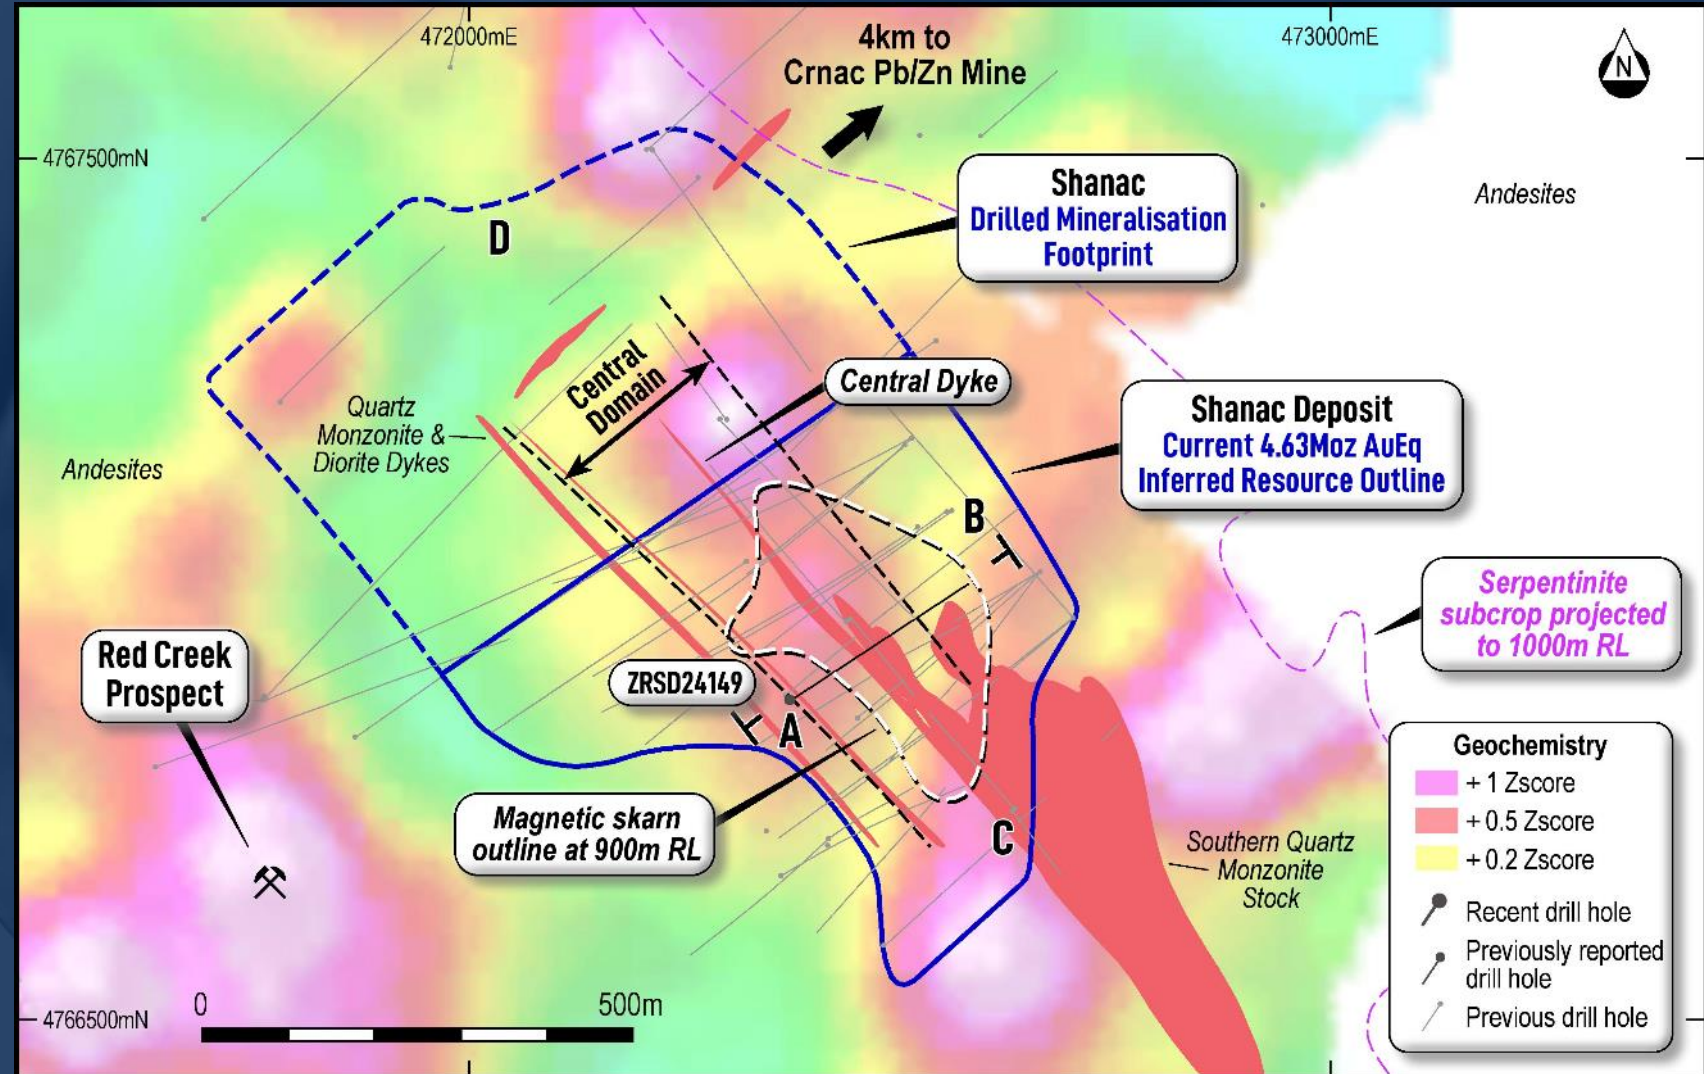 472000mE
473000mE
4km to
Crnac Pb/Zn Mine
N
4767500mN
Andesites
Shanac
Drilled Mineralisation
Footprint
D
Central
Domain
Central Dyke
Quartz
Monzonite &
Diorite Dykes
Andesites
Shanac Deposit
Current 4.63Moz AuEq
Inferred Resource Outline
B
Serpentinite
subcrop projected
to 1000m RL
Red Creek
Prospect
ZRSD24149
A
Magnetic skarn
outline at 900m RL
C
Southern Quartz
Monzonite
Stock
Geochemistry
+ 1 Zscore
+ 0.5 Zscore
+ 0.2 Zscore
Recent drill hole
Previously reported
drill hole
Previous drill hole
0
500m
4766500mN